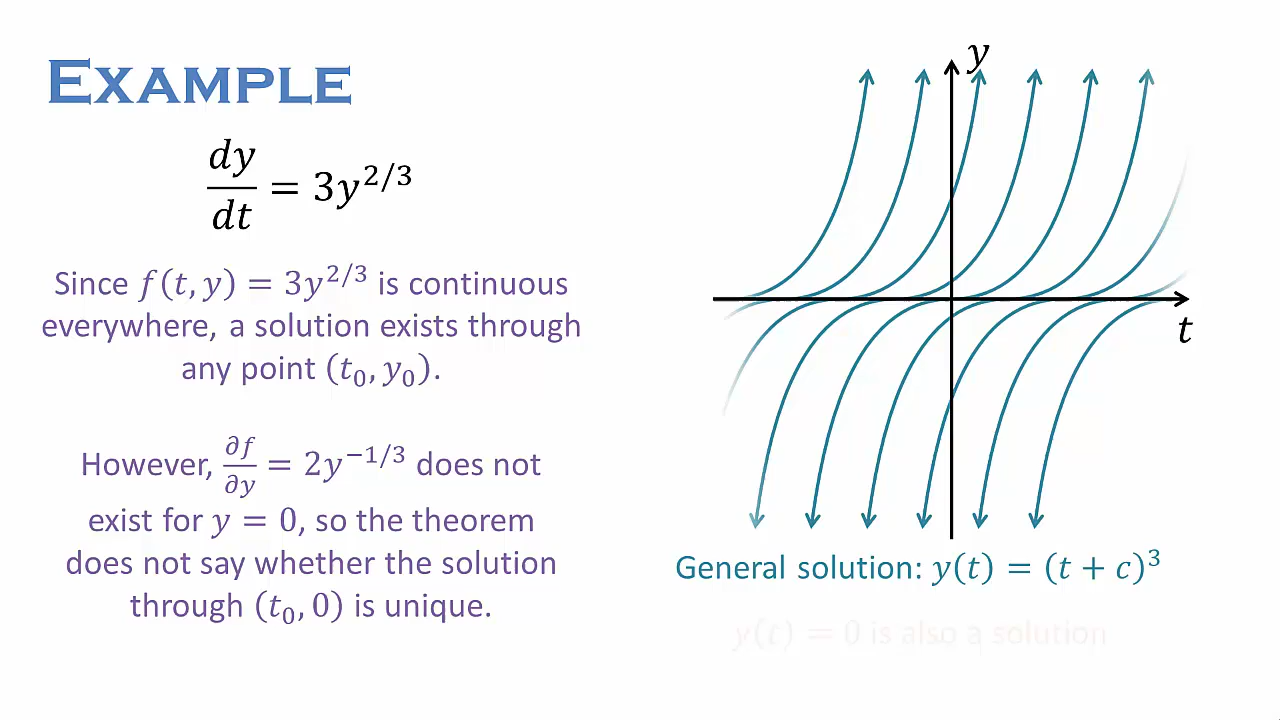 EXAMPLE
dy/dt = 3y^{2/3}
Since f(t, y) = 3y^{2/3} is continuous
everywhere, a solution exists through
any point (t₀, y₀).
However, ∂f/∂y = 2y^{−1/3} does not
exist for y = 0, so the theorem
does not say whether the solution
through (t₀, 0) is unique.
y
t
General solution: y(t) = (t + c)³
y(t) = 0 is also a solution